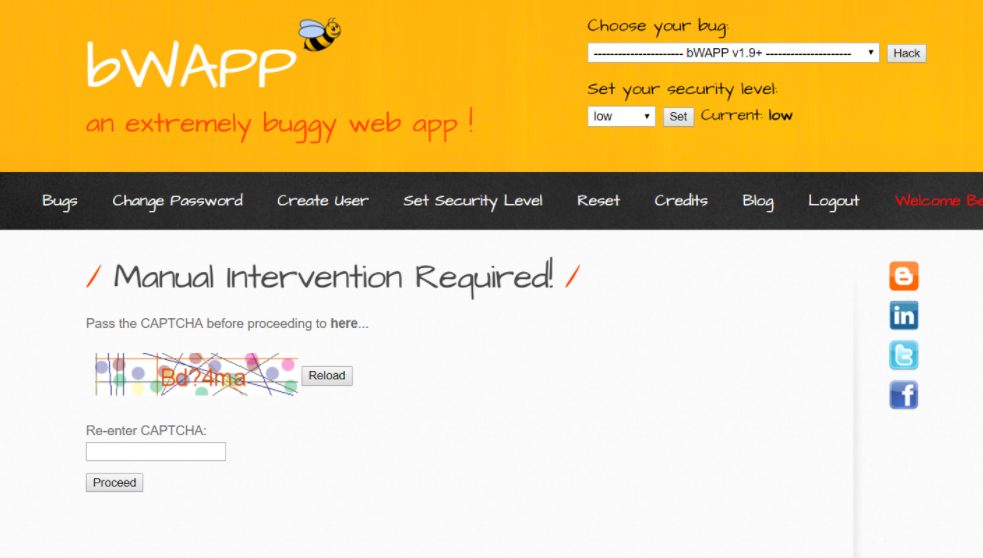 bWAPP
an extremely buggy web app !
Choose your bug:
---------------------- bWAPP v1.9+ ---------------------
Hack
Set your security level:
low
Set
Current: low
Bugs
Change Password
Create User
Set Security Level
Reset
Credits
Blog
Logout
Welcome Be
/ Manual Intervention Required! /
Pass the CAPTCHA before proceeding to here...
Bd?4ma
Reload
Re-enter CAPTCHA:
Proceed